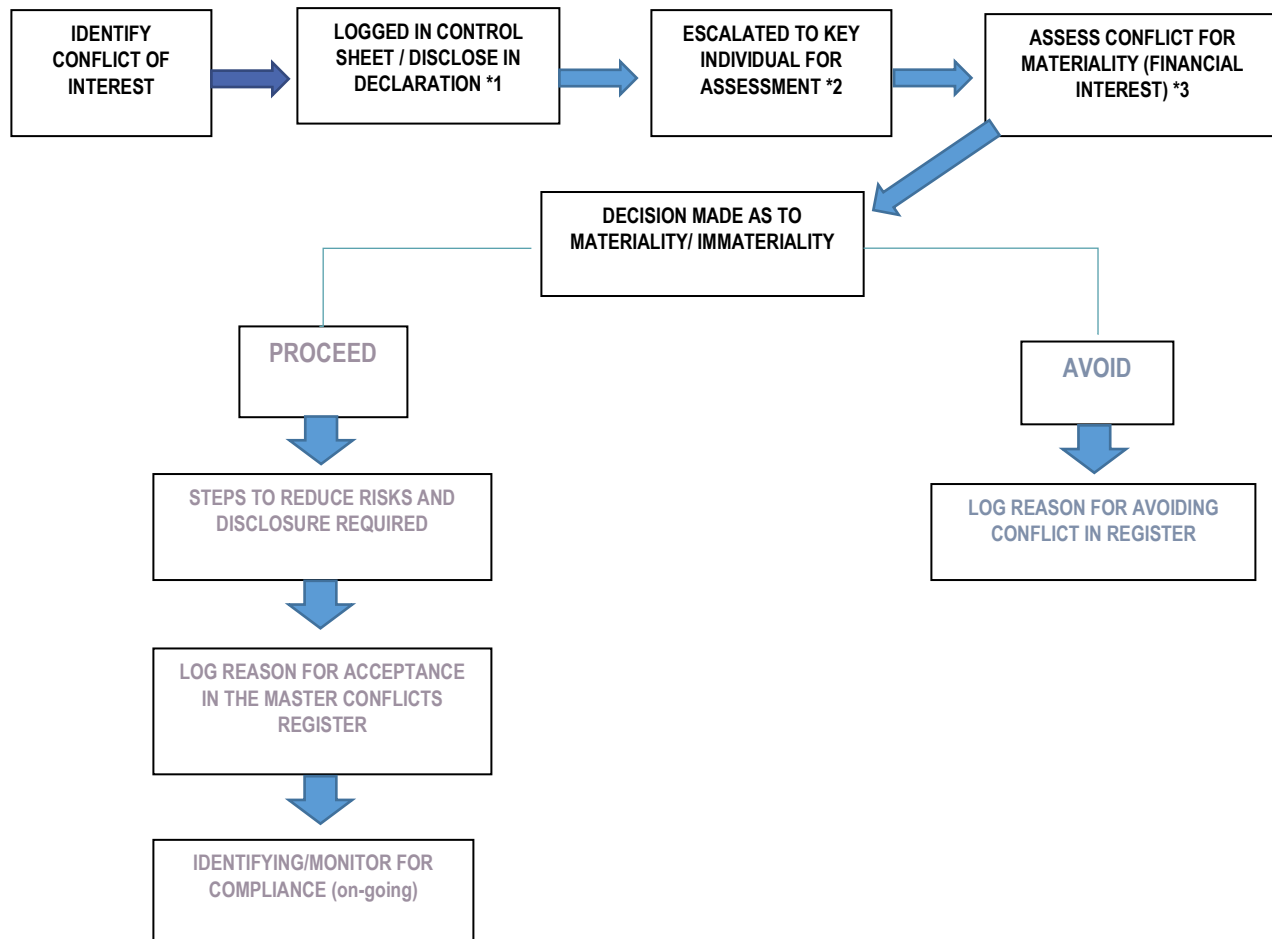 IDENTIFY
CONFLICT OF
INTEREST
LOGGED IN CONTROL
SHEET / DISCLOSE IN
DECLARATION *1
ESCALATED TO KEY
INDIVIDUAL FOR
ASSESSMENT *2
ASSESS CONFLICT FOR
MATERIALITY (FINANCIAL
INTEREST) *3
DECISION MADE AS TO
MATERIALITY/ IMMATERIALITY
PROCEED
AVOID
STEPS TO REDUCE RISKS AND
DISCLOSURE REQUIRED
LOG REASON FOR AVOIDING
CONFLICT IN REGISTER
LOG REASON FOR ACCEPTANCE
IN THE MASTER CONFLICTS
REGISTER
IDENTIFYING/MONITOR FOR
COMPLIANCE (on-going)